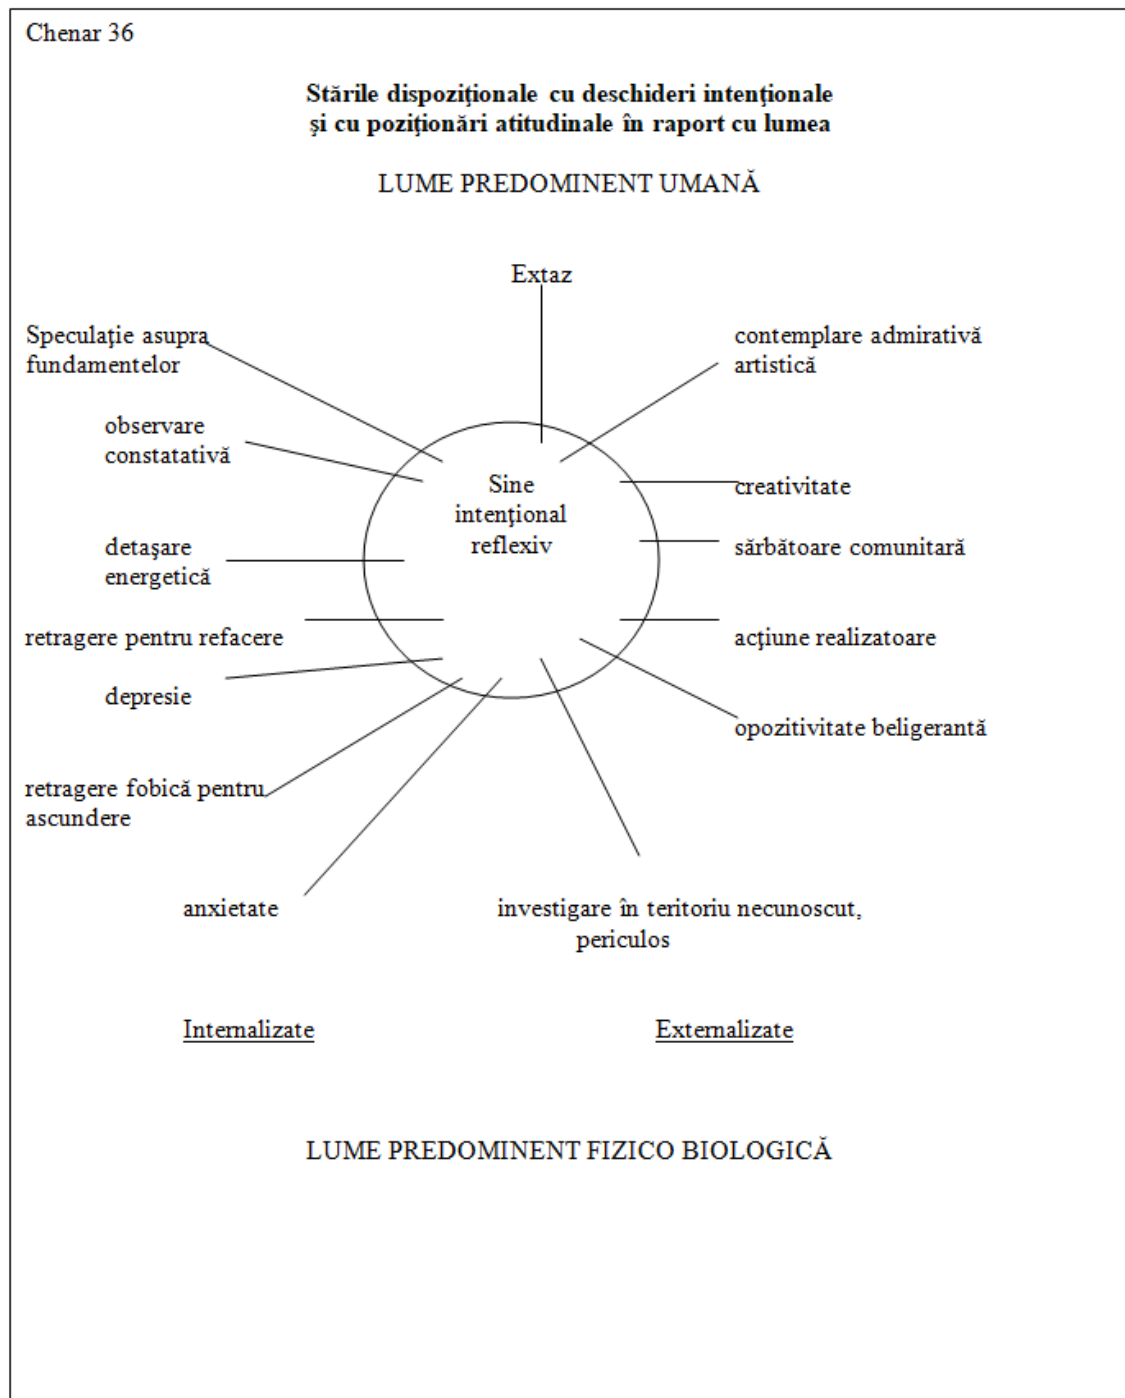 Chenar 36
Stările dispoziţionale cu deschideri intenţionale
şi cu poziţionări atitudinale în raport cu lumea
LUME PREDOMINENT UMANĂ
Extaz
Speculaţie asupra
fundamentelor
contemplare admirativă
artistică
observare
constatativă
Sine
intenţional
reflexiv
creativitate
detaşare
energetică
sărbătoare comunitară
retragere pentru refacere
acţiune realizatoare
depresie
opozitivitate beligerantă
retragere fobică pentru
ascundere
anxietate
investigare în teritoriu necunoscut,
periculos
Internalizate
Externalizate
LUME PREDOMINENT FIZICO BIOLOGICĂ